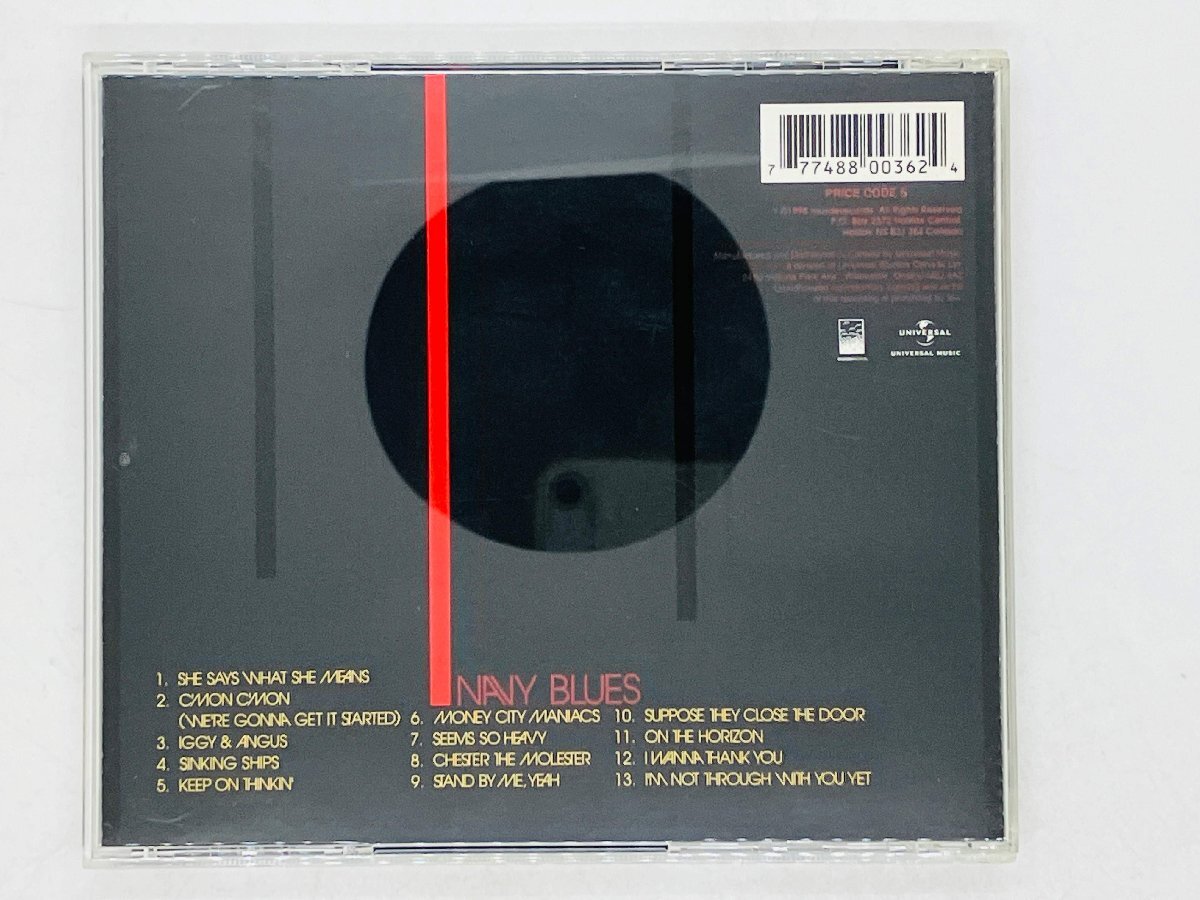 7 77488 00362 4
PRICE CODE 5
All Rights Reserved
UNIVERSAL
UNIVERSAL MUSIC
NAVY BLUES
1. SHE SAYS WHAT SHE MEANS
2. C'MON C'MON
(WE'RE GONNA GET IT STARTED)
3. IGGY & ANGUS
4. SINKING SHIPS
5. KEEP ON THINKIN'
6. MONEY CITY MANIACS
7. SEEMS SO HEAVY
8. CHESTER THE MOLESTER
9. STAND BY ME, YEAH
10. SUPPOSE THEY CLOSE THE DOOR
11. ON THE HORIZON
12. I WANNA THANK YOU
13. I'M NOT THROUGH WITH YOU YET